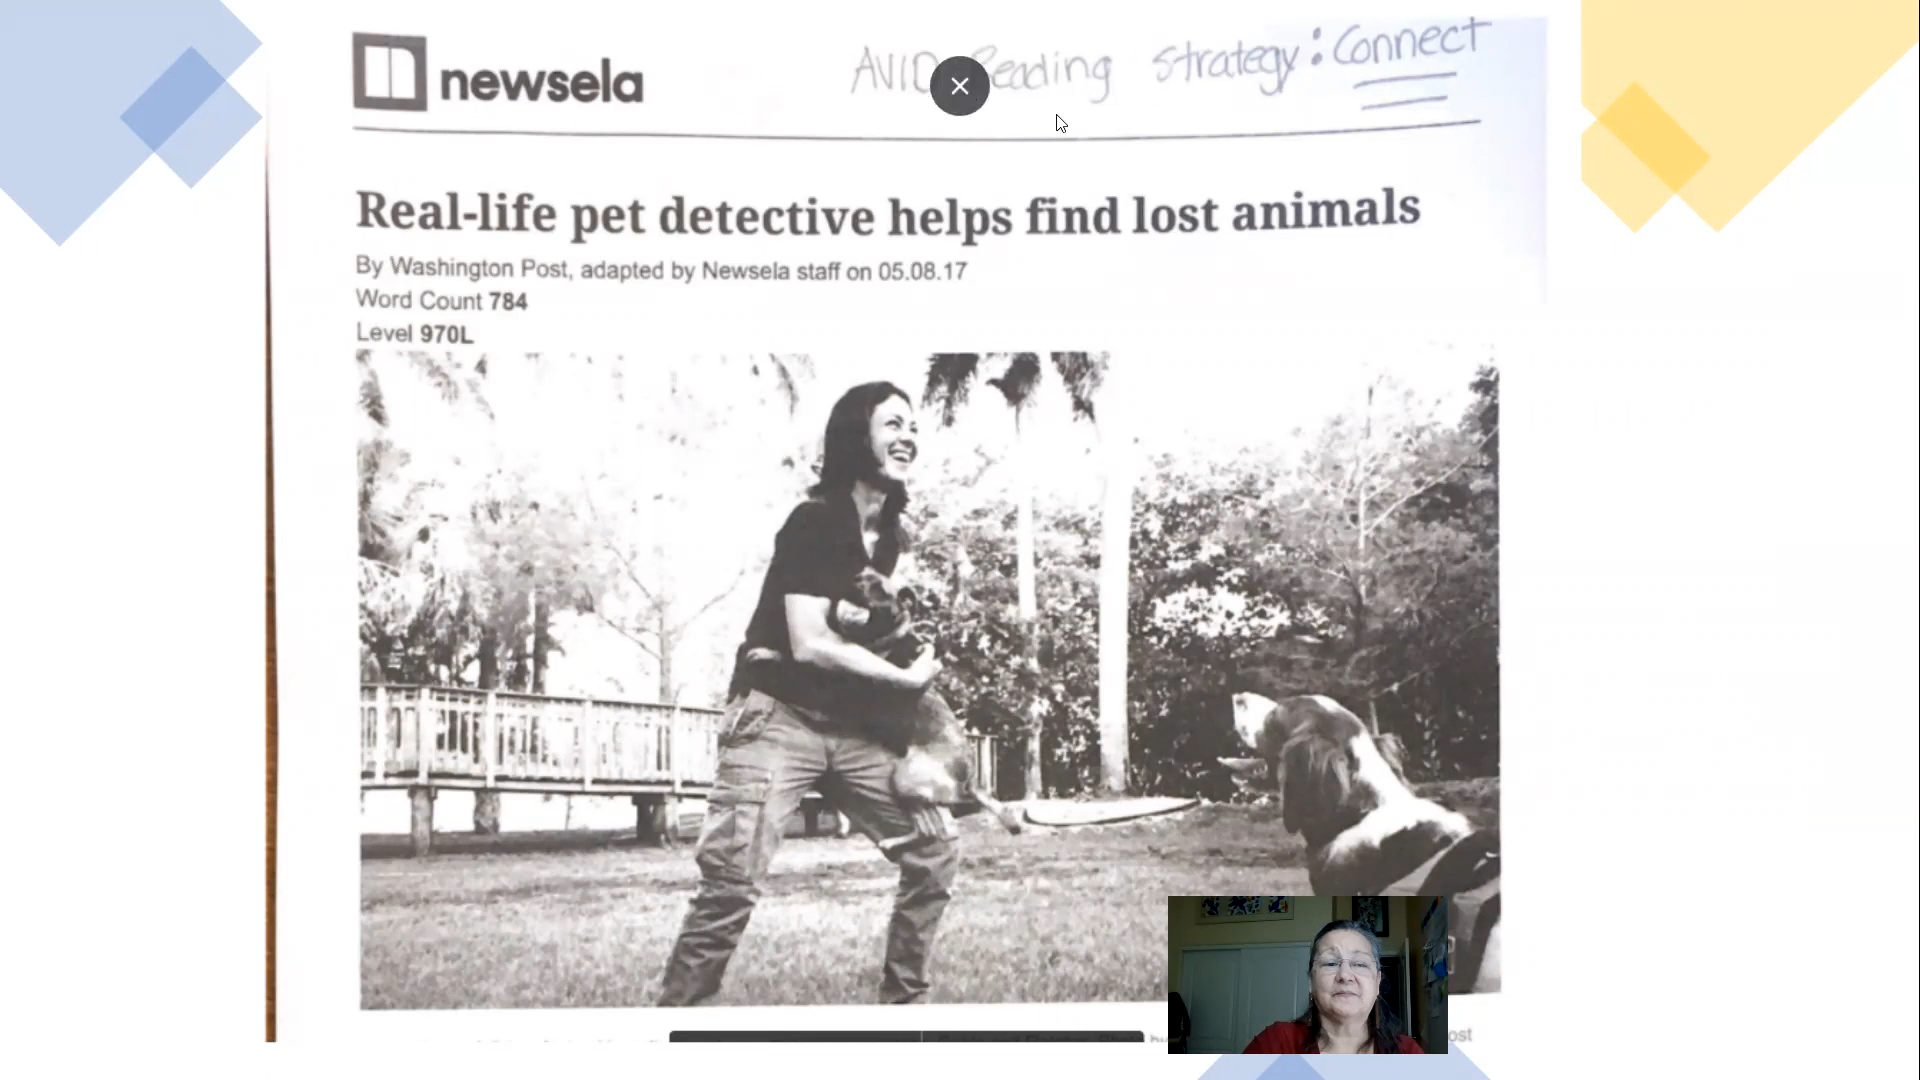 newsela
AVID Reading Strategy: Connect
Real-life pet detective helps find lost animals
By Washington Post, adapted by Newsela staff on 05.08.17
Word Count 784
Level 970L